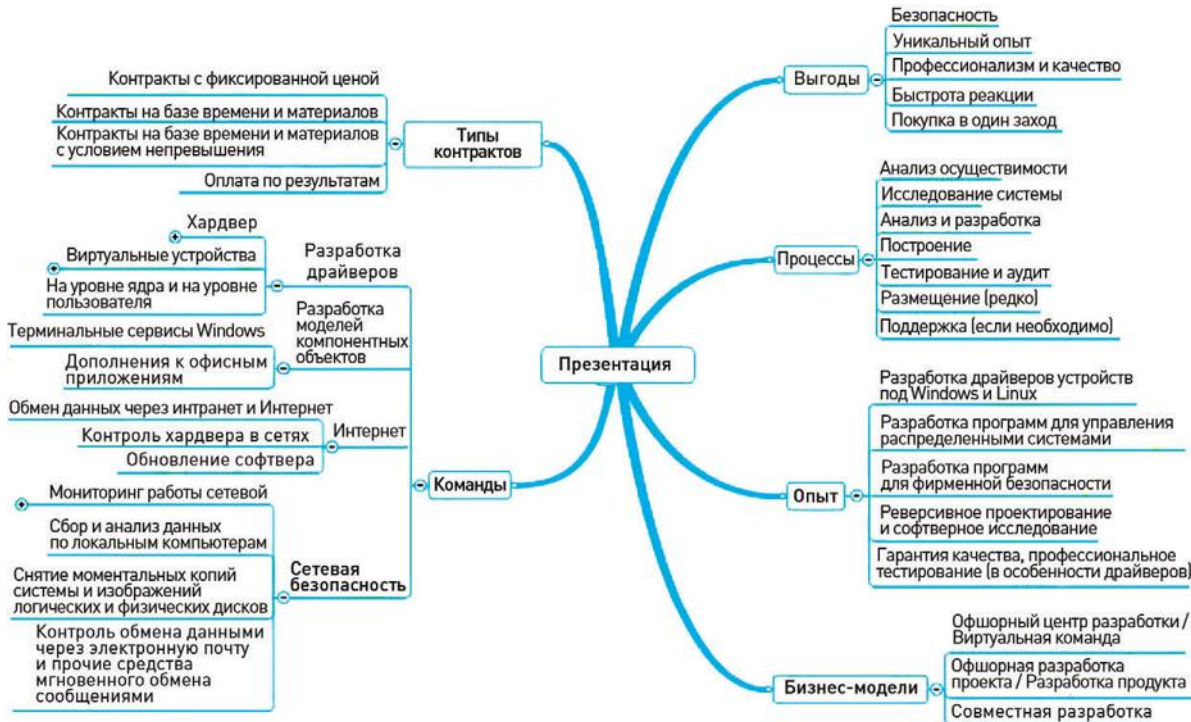 Презентация
Выгоды
Безопасность
Уникальный опыт
Профессионализм и качество
Быстрота реакции
Покупка в один заход
Процессы
Анализ осуществимости
Исследование системы
Анализ и разработка
Построение
Тестирование и аудит
Размещение (редко)
Поддержка (если необходимо)
Опыт
Разработка драйверов устройств
под Windows и Linux
Разработка программ для управления
распределенными системами
Разработка программ
для фирменной безопасности
Реверсивное проектирование
и софтверное исследование
Гарантия качества, профессиональное
тестирование (в особенности драйверов)
Бизнес-модели
Офшорный центр разработки /
Виртуальная команда
Офшорная разработка
проекта / Разработка продукта
Совместная разработка
Типы
контрактов
Контракты с фиксированной ценой
Контракты на базе времени и материалов
Контракты на базе времени и материалов
с условием непревышения
Оплата по результатам
Команды
Разработка
драйверов
Хардвер
Виртуальные устройства
На уровне ядра и на уровне
пользователя
Разработка
моделей
компонентных
объектов
Терминальные сервисы Windows
Дополнения к офисным
приложениям
Интернет
Обмен данных через интранет и Интернет
Контроль хардвера в сетях
Обновление софтвера
Сетевая
безопасность
Мониторинг работы сетевой
Сбор и анализ данных
по локальным компьютерам
Снятие моментальных копий
системы и изображений
логических и физических дисков
Контроль обмена данными
через электронную почту
и прочие средства
мгновенного обмена
сообщениями